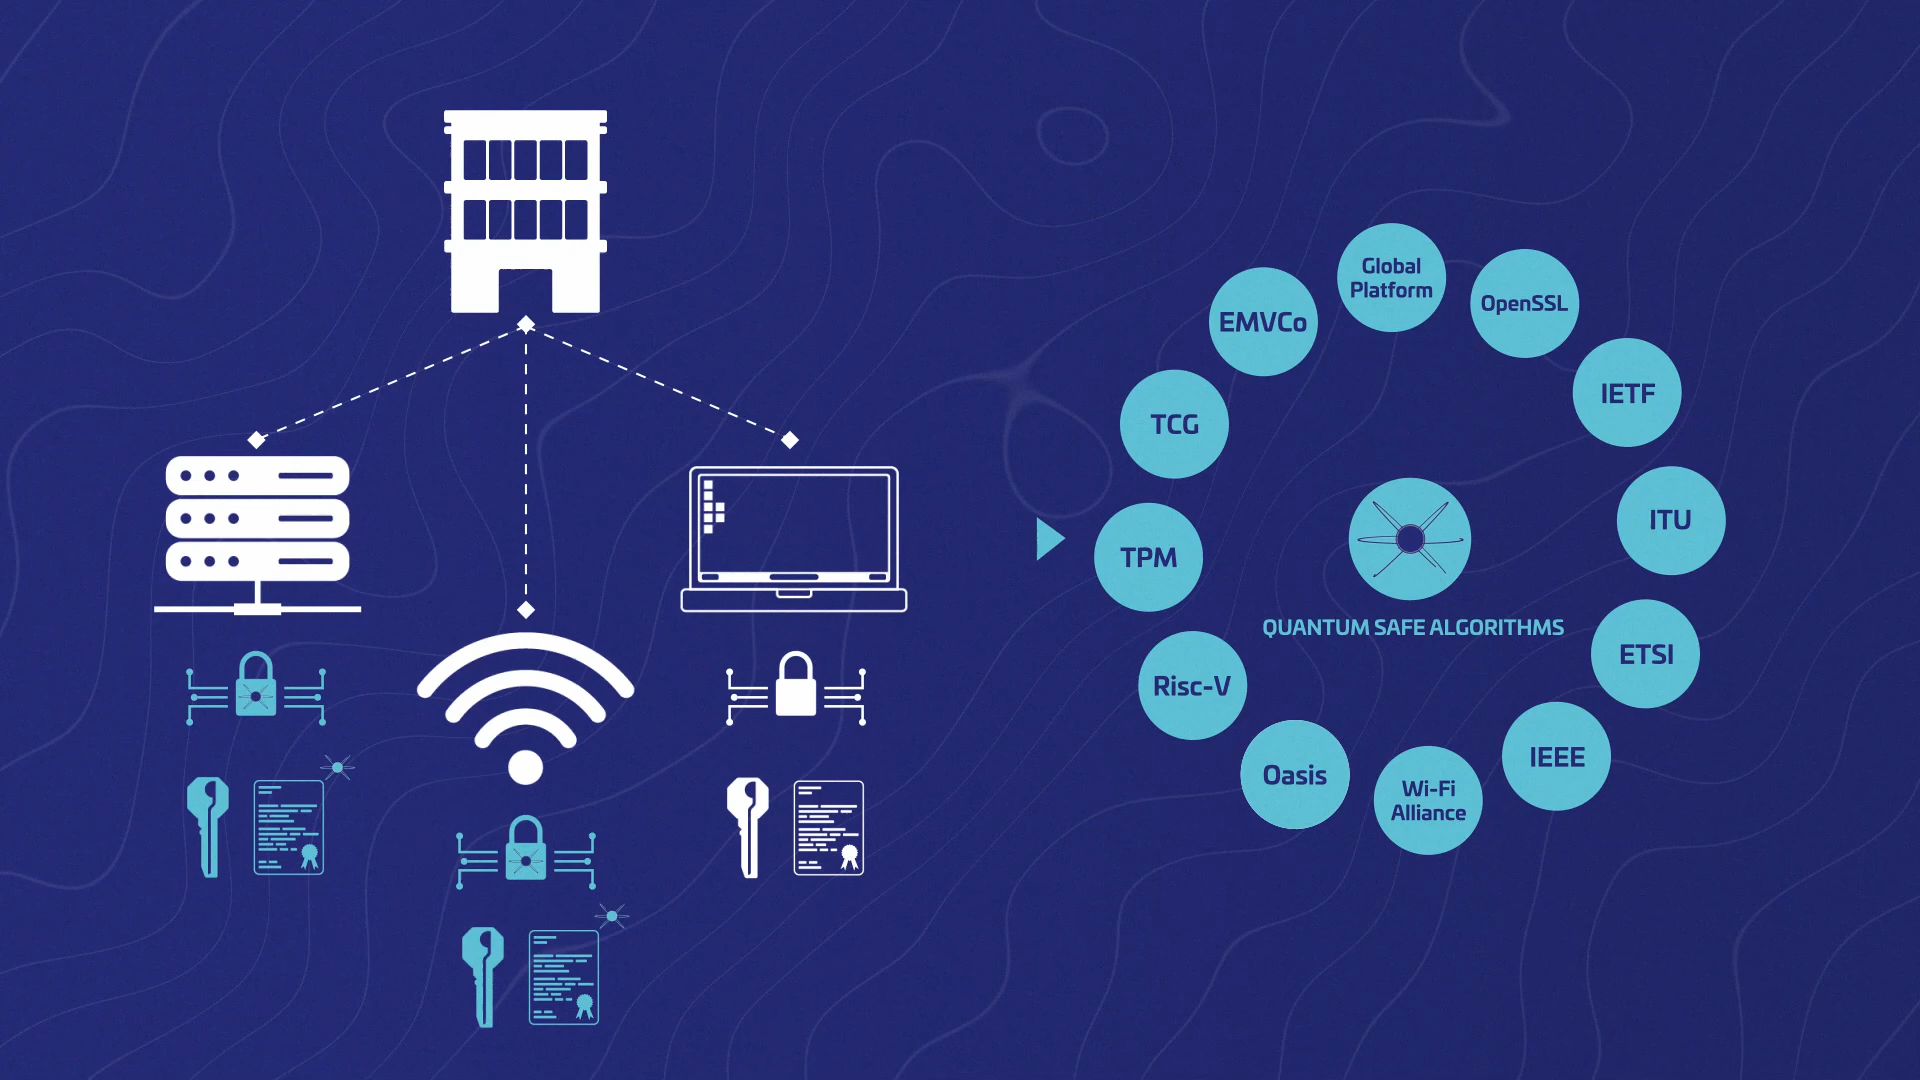 Global
Platform
OpenSSL
EMVCo
IETF
TCG
ITU
TPM
QUANTUM SAFE ALGORITHMS
ETSI
Risc-V
IEEE
Oasis
Wi-Fi
Alliance